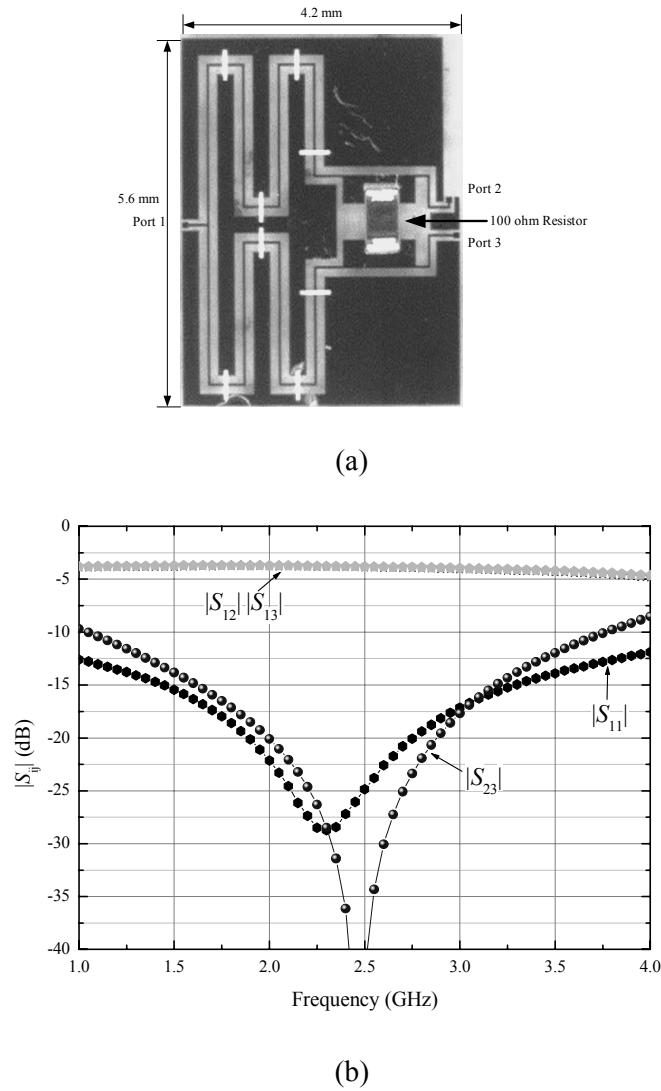 4.2 mm
5.6 mm
Port 1
Port 2
100 ohm Resistor
Port 3
(a)
0
-5
-10
-15
-20
-25
-30
-35
-40
|S12| |S13|
|S11|
|S23|
|Sij| (dB)
1.0 1.5 2.0 2.5 3.0 3.5 4.0
Frequency (GHz)
(b)